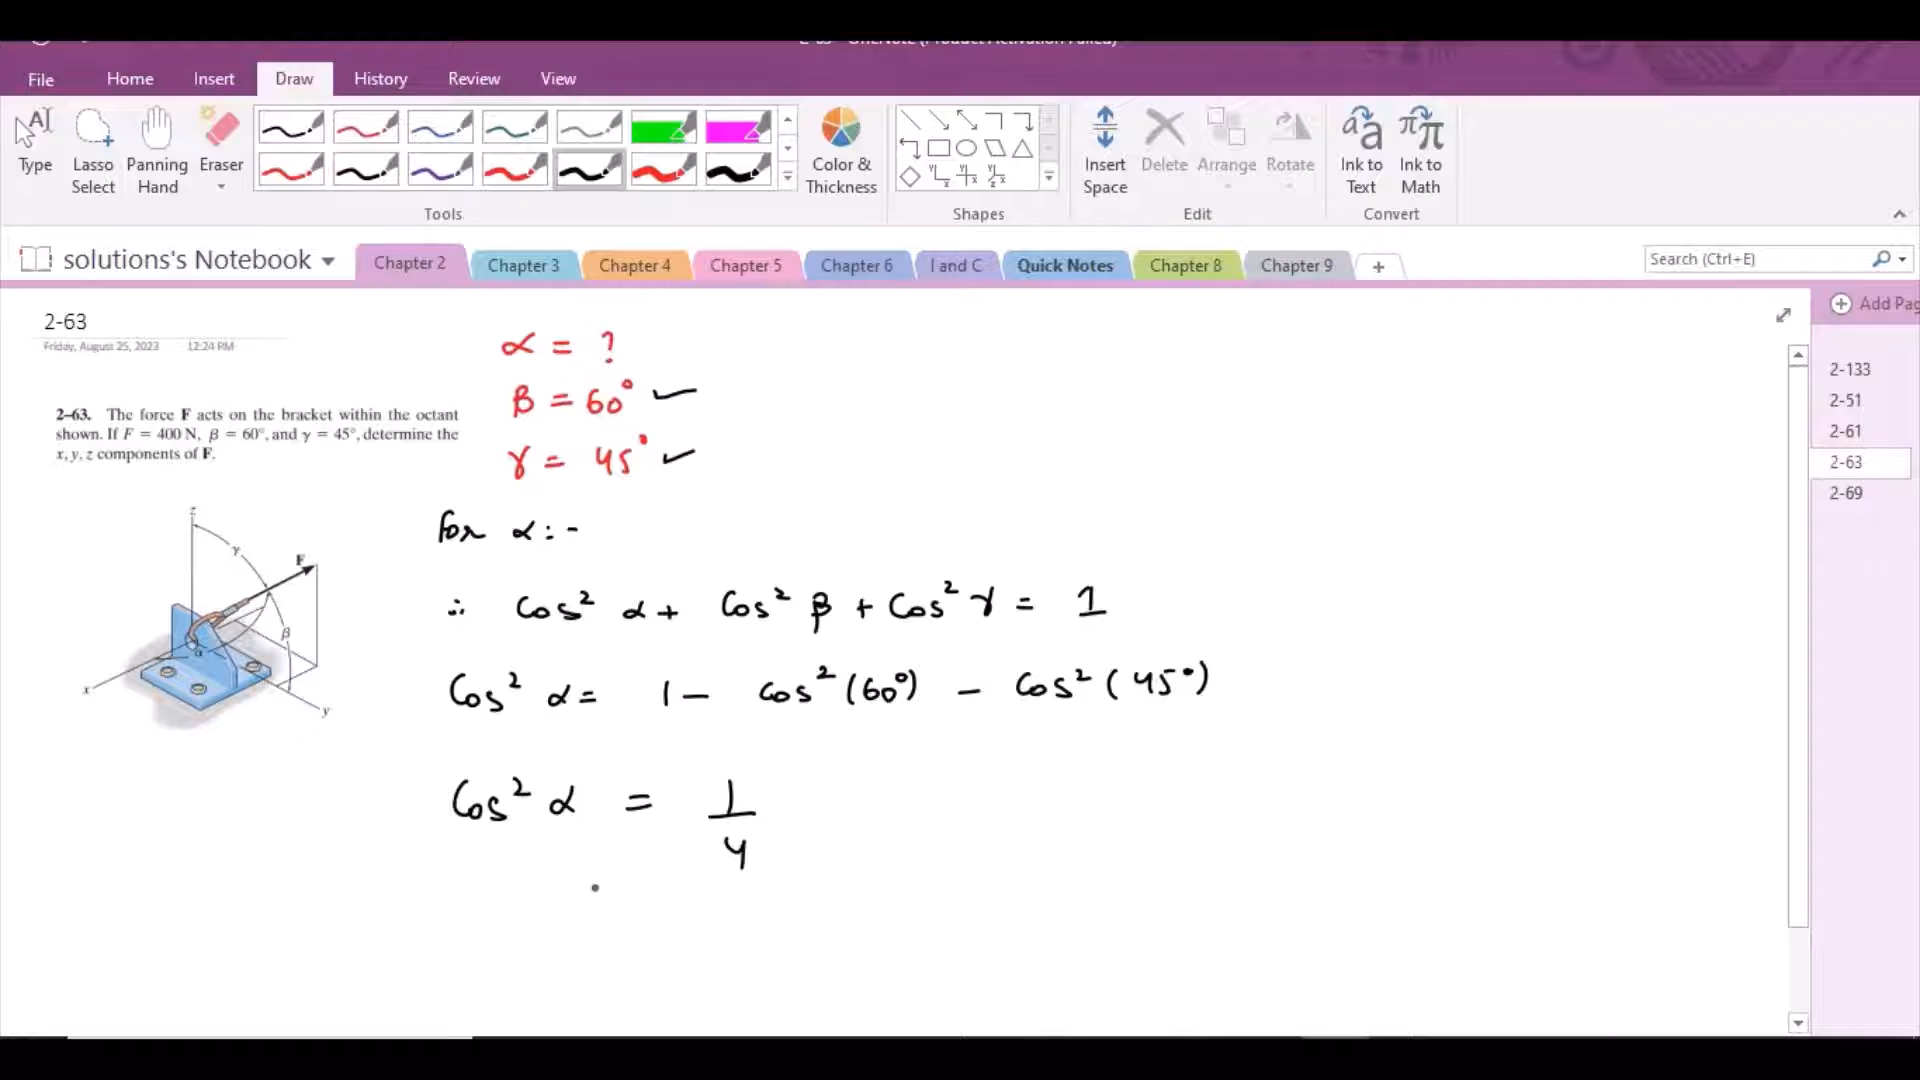 File Home Insert Draw History Review View
Type
Lasso Select
Panning Hand
Eraser
Tools
Color & Thickness
Shapes
Insert Space
Delete
Arrange
Rotate
Edit
Ink to Text
Ink to Math
Convert
solutions's Notebook
Chapter 2 Chapter 3 Chapter 4 Chapter 5 Chapter 6 I and C Quick Notes Chapter 8 Chapter 9 +
Search (Ctrl+E)
Add Pag
2-133
2-51
2-61
2-63
2-69
2-63
Friday, August 25, 2023 12:24 PM
2–63. The force F acts on the bracket within the octant
shown. If F = 400 N, β = 60°, and γ = 45°, determine the
x, y, z components of F.
z
γ
F
β
α
x
y
α = ?
β = 60° ✓
γ = 45° ✓
for α:-
∴ Cos² α + Cos² β + Cos² γ = 1
Cos² α = 1 - Cos² (60°) - Cos² (45°)
Cos² α = 1/4